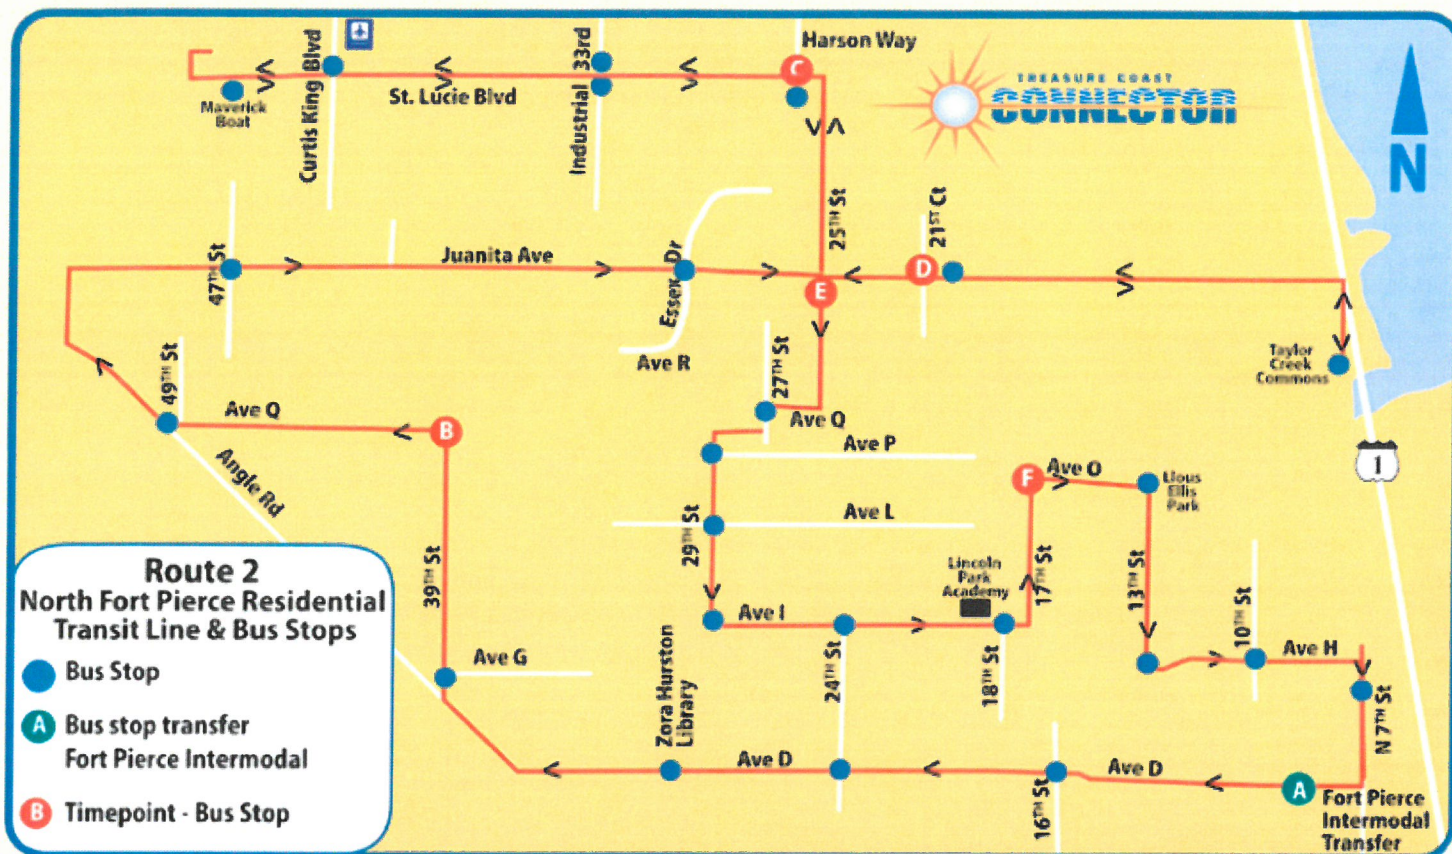 Harson Way
C
TREASURE COAST
CONNECTOR
N
Curtis King Blvd
Industrial 33rd
St. Lucie Blvd
Maverick
Boat
25TH St
21ST Ct
D
47TH St
Juanita Ave
Essex Dr
E
Ave R
27TH St
Taylor
Creek
Commons
49TH St
Ave Q
B
Ave Q
Ave P
1
Angle Rd
F
Ave O
Lious
Ellis
Park
29TH St
Ave L
39TH St
Lincoln
Park
Academy
17TH St
13TH St
10TH St
Ave I
Ave H
Ave G
Zora Hurston
Library
24TH St
18TH St
N 7TH St
Ave D
Ave D
16TH St
A
Fort Pierce
Intermodal
Transfer
Route 2
North Fort Pierce Residential
Transit Line & Bus Stops
Bus Stop
A Bus stop transfer
Fort Pierce Intermodal
B Timepoint - Bus Stop